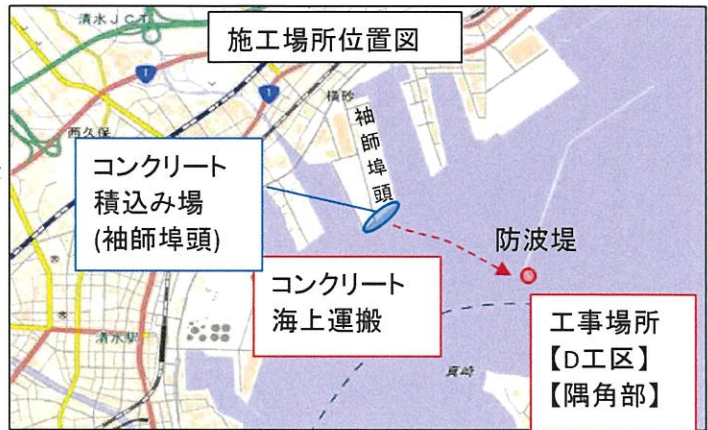 清水JCT
施工場所位置図
1
1
横砂
西久保
袖師埠頭
コンクリート
積込み場
(袖師埠頭)
防波堤
コンクリート
海上運搬
工事場所
【D工区】
【隅角部】
清水駅
真崎